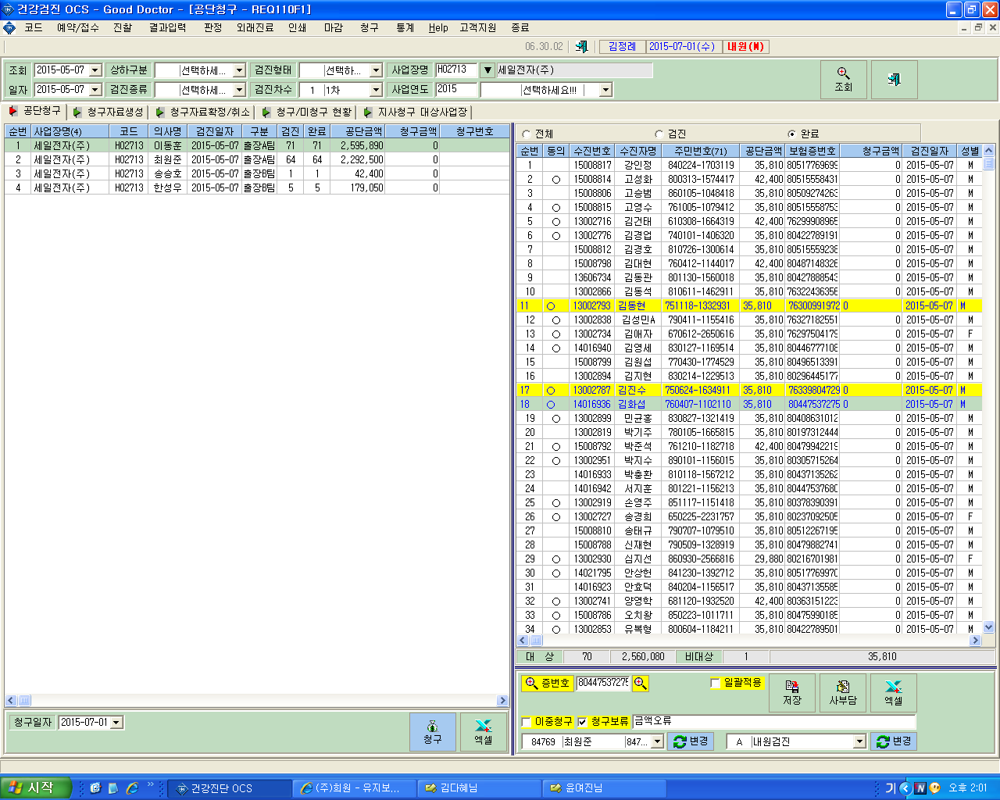 건강검진 OCS - Good Doctor - [공단청구 - REQ110F1]
코드 예약/접수 진찰 결과입력 판정 외래진료 인쇄 마감 청구 통계 Help 고객지원 종료
06.30.02 김정례 2015-07-01(수) 내원(M)
조회 2015-05-07 상하구분 |선택하세... 검진형태 |선택하... 사업장명 H02713 ▼ 세일전자(주) 조회
일자 2015-05-07 검진종류 |선택하세... 검진차수 1 |1차 사업연도 2015 |선택하세요!!!
공단청구 청구자료생성 청구자료확정/취소 청구/미청구 현황 지사청구 대상사업장
순번 사업장명(4) 코드 의사명 검진일자 구분 검진 완료 공단금액 청구금액 청구번호
1 세일전자(주) H02713 이동훈 2015-05-07 출장A팀 71 71 2,595,890 0
2 세일전자(주) H02713 최원준 2015-05-07 출장A팀 64 64 2,292,500 0
3 세일전자(주) H02713 송승호 2015-05-07 출장B팀 1 1 42,400 0
4 세일전자(주) H02713 한성우 2015-05-07 출장B팀 5 5 179,050 0
청구일자 2015-07-01 청구 엑셀
전체 검진 완료
순번 동의 수진번호 수진자명 주민번호(71) 공단금액 보험증번호 청구금액 검진일자 성별
1 15008817 강민정 840224-1703119 35,810 80517769699 0 2015-05-07 M
2 ○ 15008814 고성화 800313-1574417 42,400 80515558431 0 2015-05-07 M
3 15008806 고승범 860105-1048418 35,810 80509274263 0 2015-05-07 M
4 ○ 15008815 고영수 761005-1079412 35,810 80515558753 0 2015-05-07 M
5 ○ 13002716 김건태 610308-1664319 42,400 76299908965 0 2015-05-07 M
6 ○ 13002776 김경업 740101-1406320 35,810 80422789191 0 2015-05-07 M
7 15008812 김경호 810726-1300614 35,810 80515559238 0 2015-05-07 M
8 15008798 김대현 760412-1144017 42,400 80487148326 0 2015-05-07 M
9 13606734 김동관 801130-1560018 35,810 80427888543 0 2015-05-07 M
10 13002866 김동석 810611-1462911 35,810 76322436356 0 2015-05-07 M
11 ○ 13002793 김동현 751118-1332931 35,810 76300991972 0 2015-05-07 M
12 ○ 13002838 김성민A 790411-1155416 35,810 76327182551 0 2015-05-07 M
13 ○ 13002734 김애자 670612-2650616 35,810 76297504179 0 2015-05-07 F
14 ○ 14016940 김영세 830127-1169514 35,810 80446777108 0 2015-05-07 M
15 15008799 김원섭 770430-1774529 35,810 80496513391 0 2015-05-07 M
16 13002894 김지현 830214-1229513 35,810 80296445177 0 2015-05-07 M
17 ○ 13002787 김진수 750624-1634911 35,810 76339804729 0 2015-05-07 M
18 ○ 14016936 김화섭 760407-1102110 35,810 80447537275 0 2015-05-07 M
19 ○ 13002899 민균홍 830827-1321419 35,810 80408631012 0 2015-05-07 M
20 13002819 박기주 780105-1665815 35,810 80197312444 0 2015-05-07 M
21 ○ 15008792 박준석 761210-1182718 42,400 80479942219 0 2015-05-07 M
22 ○ 13002951 박지수 890101-1156015 35,810 80305715264 0 2015-05-07 M
23 14016933 박충환 810118-1567212 35,810 80437135262 0 2015-05-07 M
24 14016942 서지훈 801221-1156213 35,810 80447537680 0 2015-05-07 M
25 ○ 13002919 손영주 851117-1151418 35,810 80378390391 0 2015-05-07 M
26 ○ 13002727 송경희 650225-2231757 35,810 80237092505 0 2015-05-07 F
27 15008810 송태규 790707-1079510 35,810 80512267195 0 2015-05-07 M
28 15008788 신재현 790509-1328919 35,810 80479882741 0 2015-05-07 M
29 ○ 13002930 심지선 860930-2566816 29,880 80216701981 0 2015-05-07 F
30 ○ 14021795 안상헌 841230-1392712 35,810 80517769970 0 2015-05-07 M
31 14016923 안효덕 840204-1156517 35,810 80437135585 0 2015-05-07 M
32 ○ 13002741 양영학 681120-1932520 42,400 80363151223 0 2015-05-07 M
33 ○ 15008786 오치왕 850223-1011711 35,810 80475990185 0 2015-05-07 M
34 ○ 13002853 유복형 800604-1184211 35,810 80422789501 0 2015-05-07 M
대 상 70 2,560,080 비대상 1 35,810
증번호 80447537275 일괄적용 저장 사부담 엑셀
이중청구 청구보류 금액오류
84769 |최원준 |847... 변경 A |내원검진 변경
시작 건강진단 OCS (주)희원 - 유지보... 김다혜님 윤여진님 기 N 오후 2:01